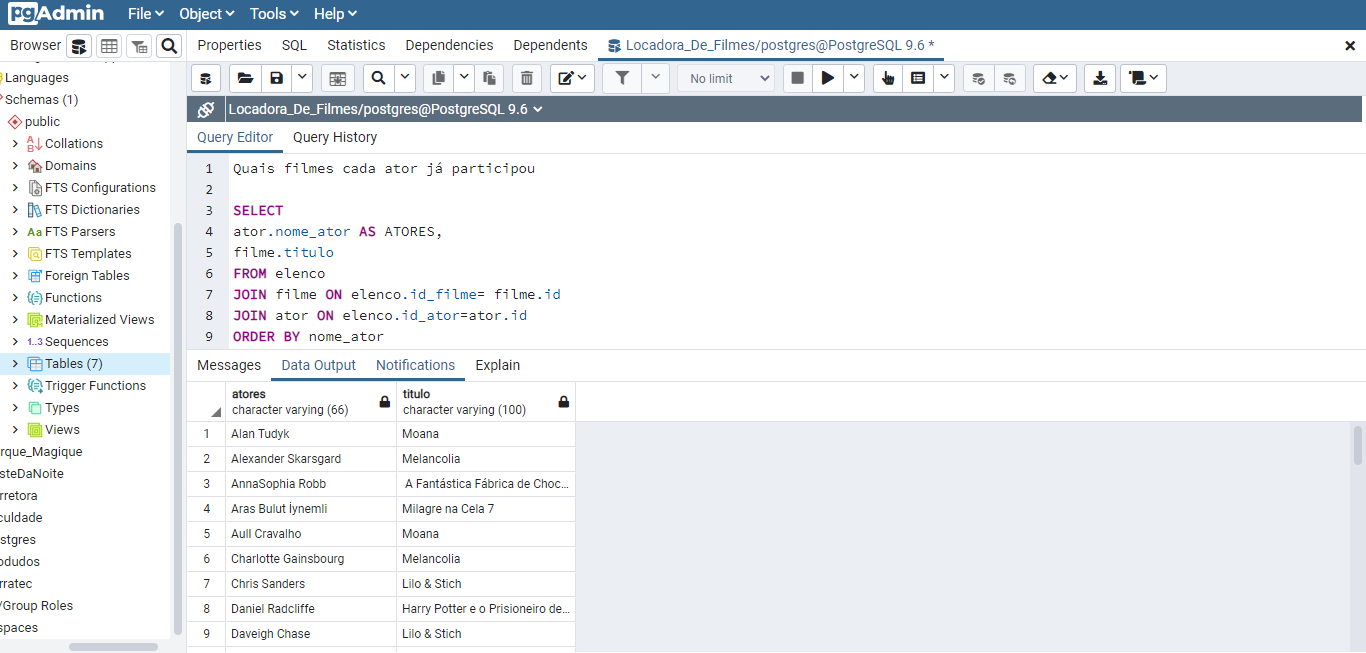 pgAdmin File Object Tools Help
Browser Properties SQL Statistics Dependencies Dependents Locadora_De_Filmes/postgres@PostgreSQL 9.6 *
No limit
Locadora_De_Filmes/postgres@PostgreSQL 9.6
Query Editor Query History
Languages
Schemas (1)
public
Collations
Domains
FTS Configurations
FTS Dictionaries
Aa FTS Parsers
FTS Templates
Foreign Tables
Functions
Materialized Views
1..3 Sequences
Tables (7)
Trigger Functions
Types
Views
rque_Magique
steDaNoite
rretora
culdade
stgres
odudos
rratec
/Group Roles
spaces
1 Quais filmes cada ator já participou
2
3 SELECT
4 ator.nome_ator AS ATORES,
5 filme.titulo
6 FROM elenco
7 JOIN filme ON elenco.id_filme= filme.id
8 JOIN ator ON elenco.id_ator=ator.id
9 ORDER BY nome_ator
Messages Data Output Notifications Explain
atores titulo
character varying (66) character varying (100)
1 Alan Tudyk Moana
2 Alexander Skarsgard Melancolia
3 AnnaSophia Robb A Fantástica Fábrica de Choc...
4 Aras Bulut İynemli Milagre na Cela 7
5 Aull Cravalho Moana
6 Charlotte Gainsbourg Melancolia
7 Chris Sanders Lilo & Stich
8 Daniel Radcliffe Harry Potter e o Prisioneiro de...
9 Daveigh Chase Lilo & Stich